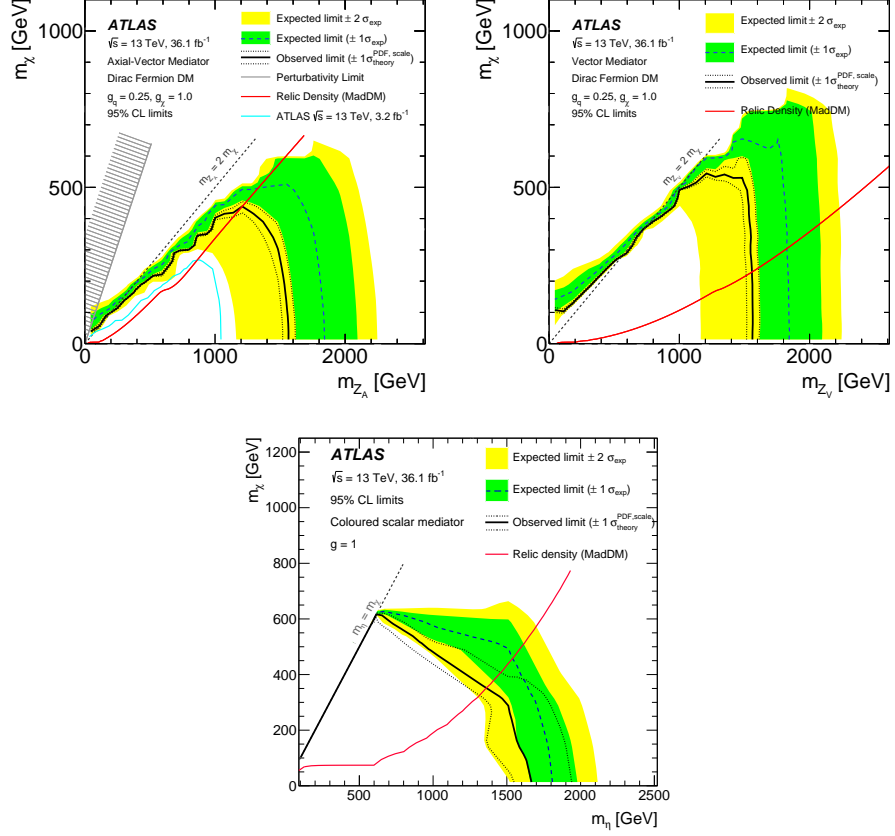 m_χ [GeV]
1000
500
0
ATLAS
√s = 13 TeV, 36.1 fb⁻¹
Axial-Vector Mediator
Dirac Fermion DM
g_q = 0.25, g_χ = 1.0
95% CL limits
Expected limit ± 2 σ_exp
Expected limit (± 1σ_exp)
Observed limit (± 1σ_theory^PDF,scale)
Perturbativity Limit
Relic Density (MadDM)
ATLAS √s = 13 TeV, 3.2 fb⁻¹
m_Z_A = 2 m_χ
0 1000 2000
m_Z_A [GeV]
m_χ [GeV]
1000
500
0
ATLAS
√s = 13 TeV, 36.1 fb⁻¹
Vector Mediator
Dirac Fermion DM
g_q = 0.25, g_χ = 1.0
95% CL limits
Expected limit ± 2 σ_exp
Expected limit (± 1σ_exp)
Observed limit (± 1σ_theory^PDF,scale)
Relic Density (MadDM)
m_Z_V = 2 m_χ
0 1000 2000
m_Z_V [GeV]
m_χ [GeV]
1200
1000
800
600
400
200
0
ATLAS
√s = 13 TeV, 36.1 fb⁻¹
95% CL limits
Coloured scalar mediator
g = 1
Expected limit ± 2 σ_exp
Expected limit (± 1 σ_exp)
Observed limit (± 1 σ_theory^PDF,scale)
Relic density (MadDM)
m_η = m_χ
500 1000 1500 2000 2500
m_η [GeV]